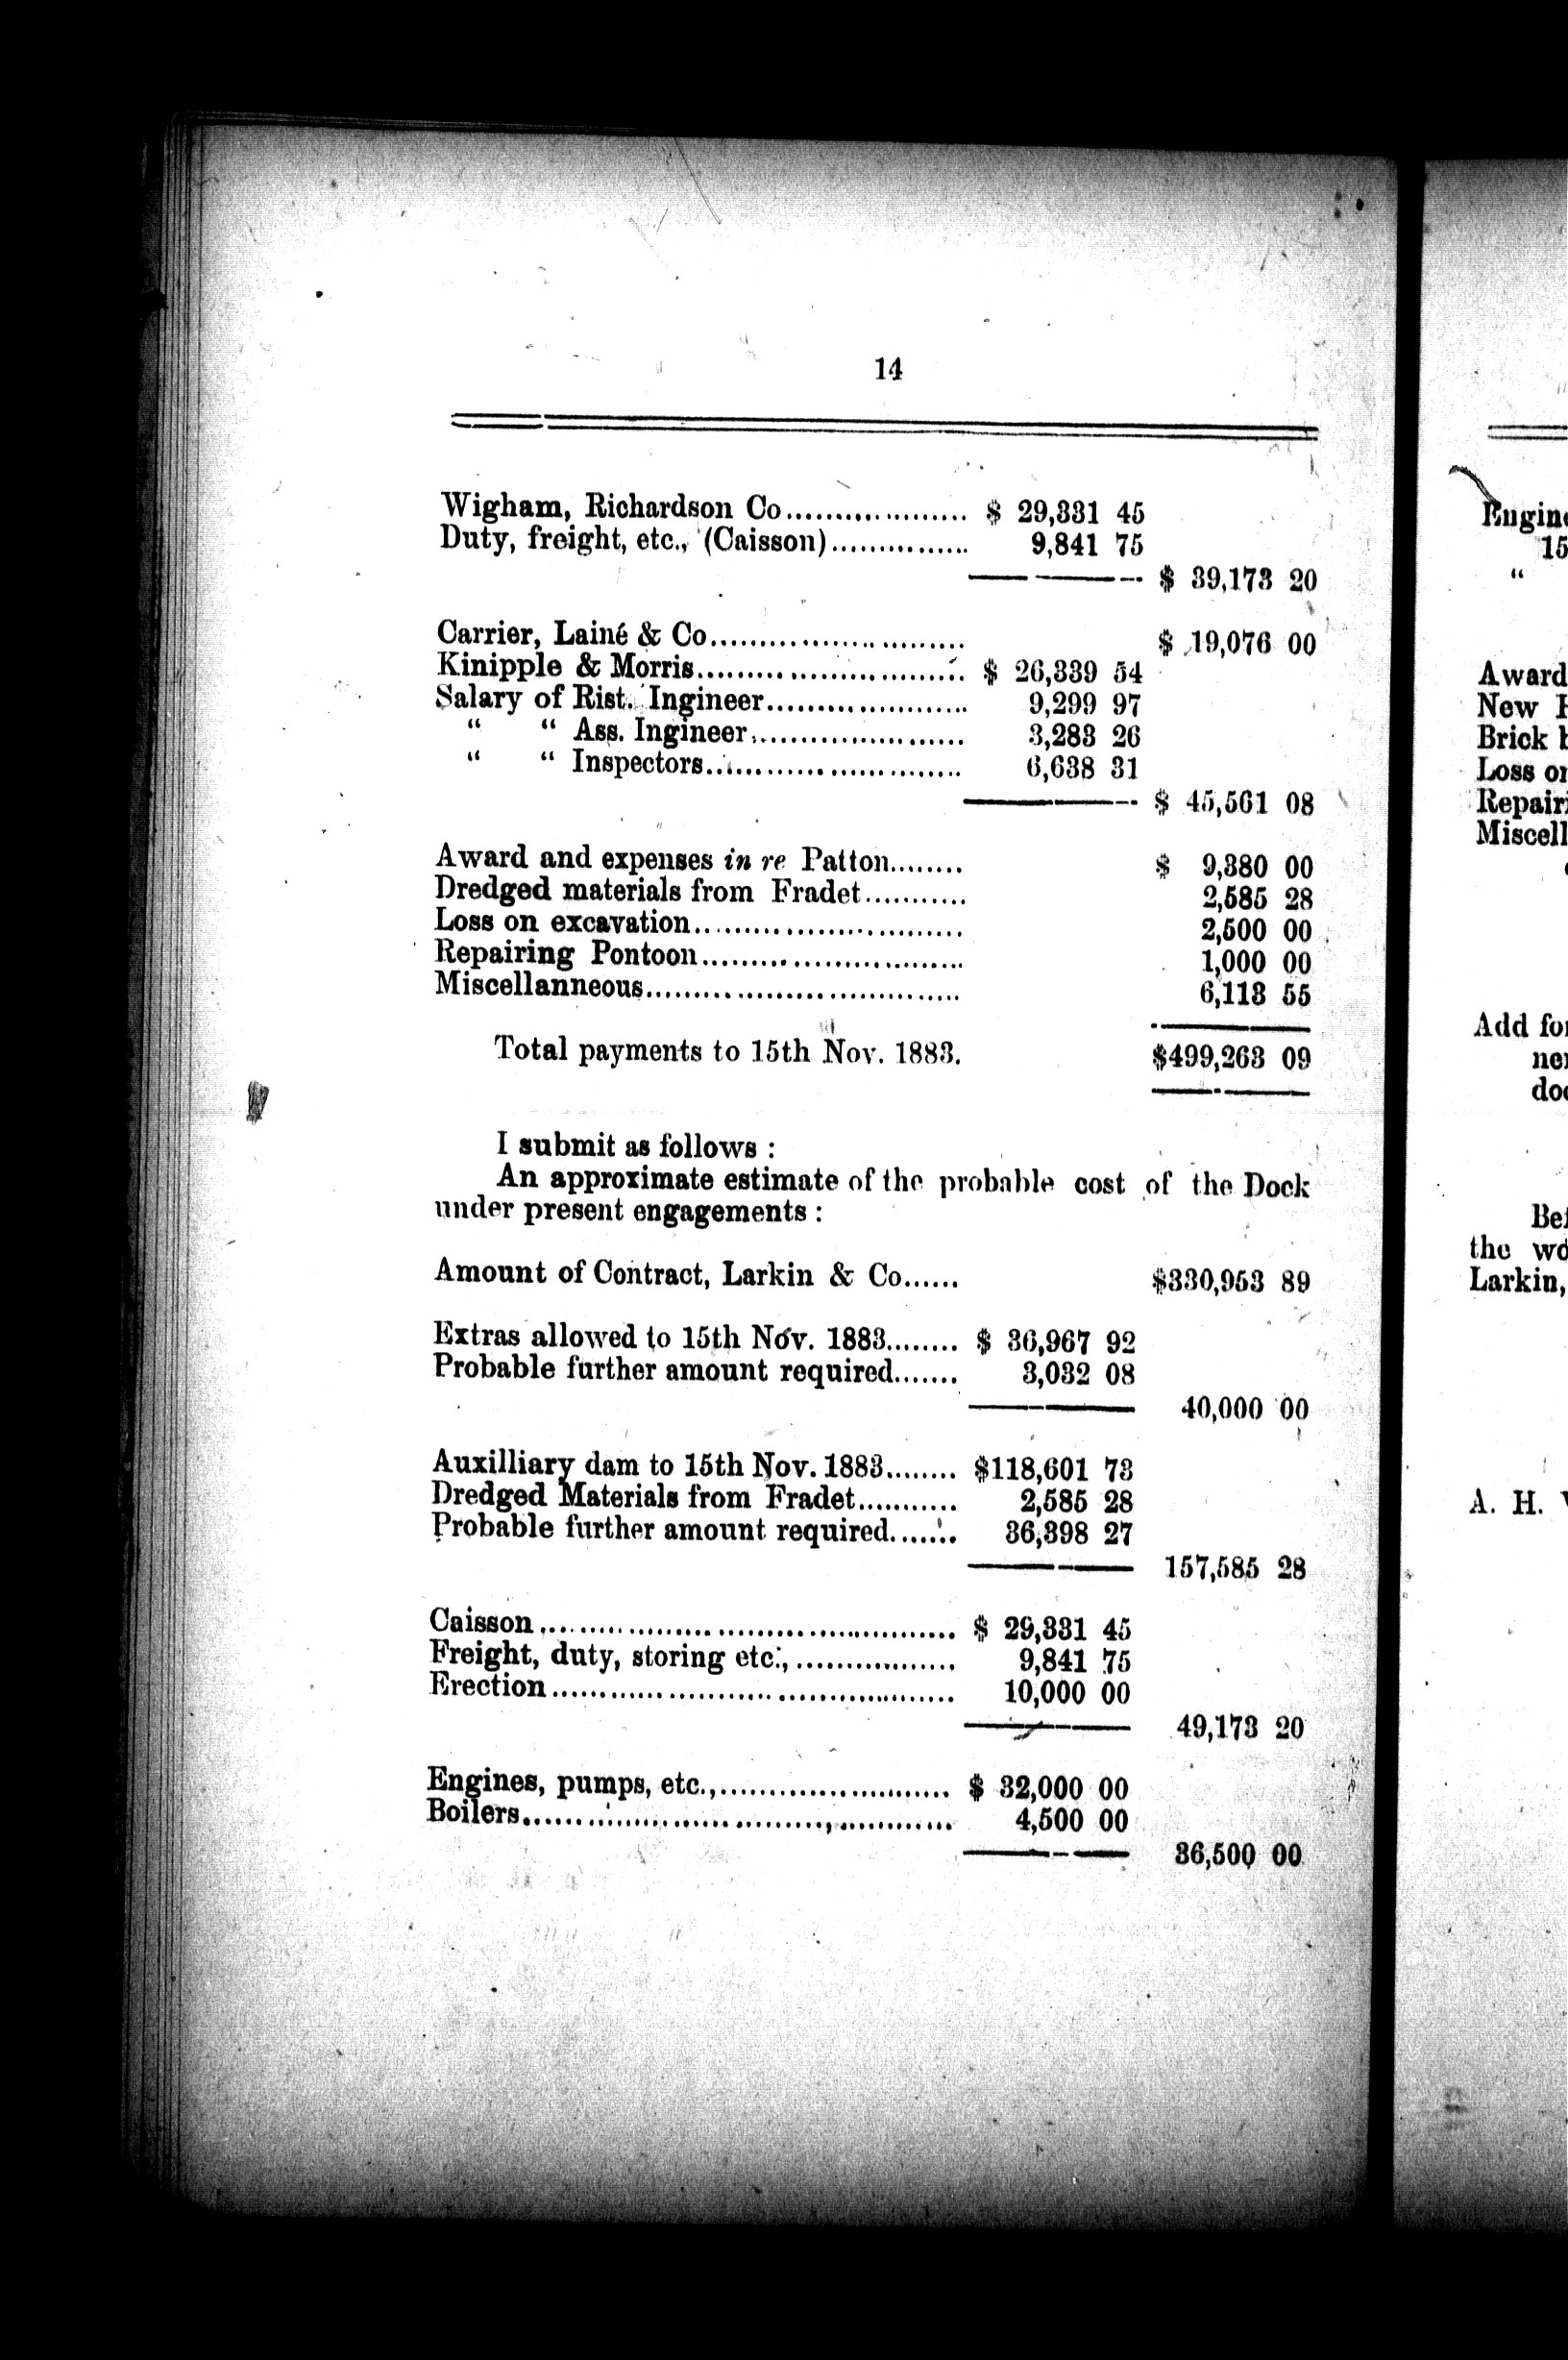 14
Wigham, Richardson Co.................. $ 29,331 45
Duty, freight, etc., (Caisson)............... 9,841 75
$ 39,173 20
Carrier, Lainé & Co.......................... $ 19,076 00
Kinipple & Morris........................... $ 26,339 54
Salary of Rist. Ingineer..................... 9,299 97
“ “ Ass. Ingineer....................... 3,283 26
“ “ Inspectors.......................... 6,638 31
$ 45,561 08
Award and expenses in re Patton........ $ 9,380 00
Dredged materials from Fradet........... 2,585 28
Loss on excavation........................... 2,500 00
Repairing Pontoon........................... 1,000 00
Miscellanneous................................ 6,113 55
Total payments to 15th Nov. 1883. $499,263 09
I submit as follows :
An approximate estimate of the probable cost of the Dock
under present engagements :
Amount of Contract, Larkin & Co...... $330,953 89
Extras allowed to 15th Nov. 1883........ $ 36,967 92
Probable further amount required....... 3,032 08
40,000 00
Auxilliary dam to 15th Nov. 1883........ $118,601 73
Dredged Materials from Fradet........... 2,585 28
Probable further amount required....... 36,398 27
157,585 28
Caisson........................................... $ 29,331 45
Freight, duty, storing etc., ................. 9,841 75
Erection.......................................... 10,000 00
49,173 20
Engines, pumps, etc.,........................ $ 32,000 00
Boilers............................................ 4,500 00
36,500 00
15
“
Award
New
Brick
Loss
Add
the
Larkin,
A. H.